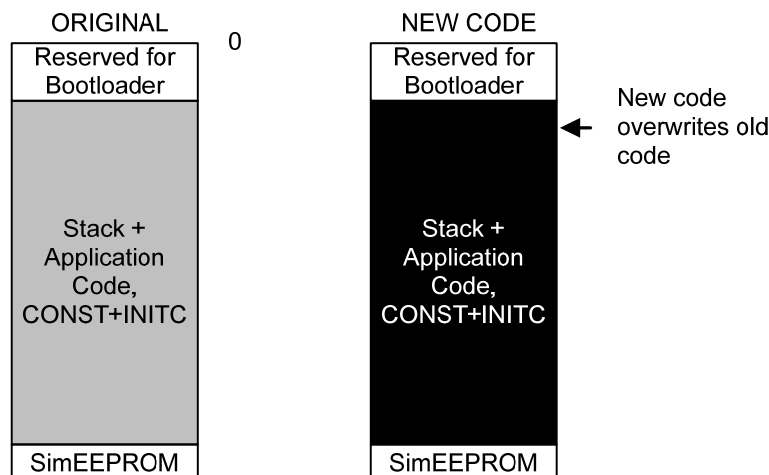 ORIGINAL
0
Reserved for
Bootloader
Stack +
Application
Code,
CONST+INITC
SimEEPROM
NEW CODE
Reserved for
Bootloader
Stack +
Application
Code,
CONST+INITC
SimEEPROM
New code
overwrites old
code